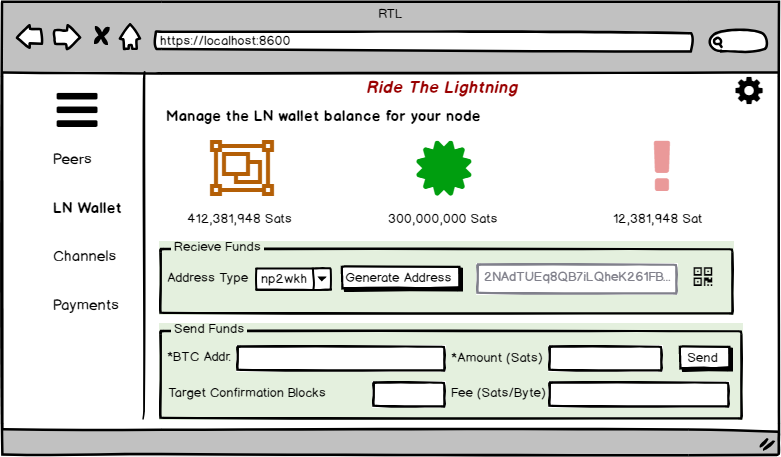 RTL
https://localhost:8600
Ride The Lightning
Manage the LN wallet balance for your node
Peers
LN Wallet
Channels
Payments
412,381,948 Sats
300,000,000 Sats
12,381,948 Sat
Recieve Funds
Address Type np2wkh Generate Address 2NAdTUEq8QB7iLQheK261FB...
Send Funds
*BTC Addr. *Amount (Sats) Send
Target Confirmation Blocks Fee (Sats/Byte)